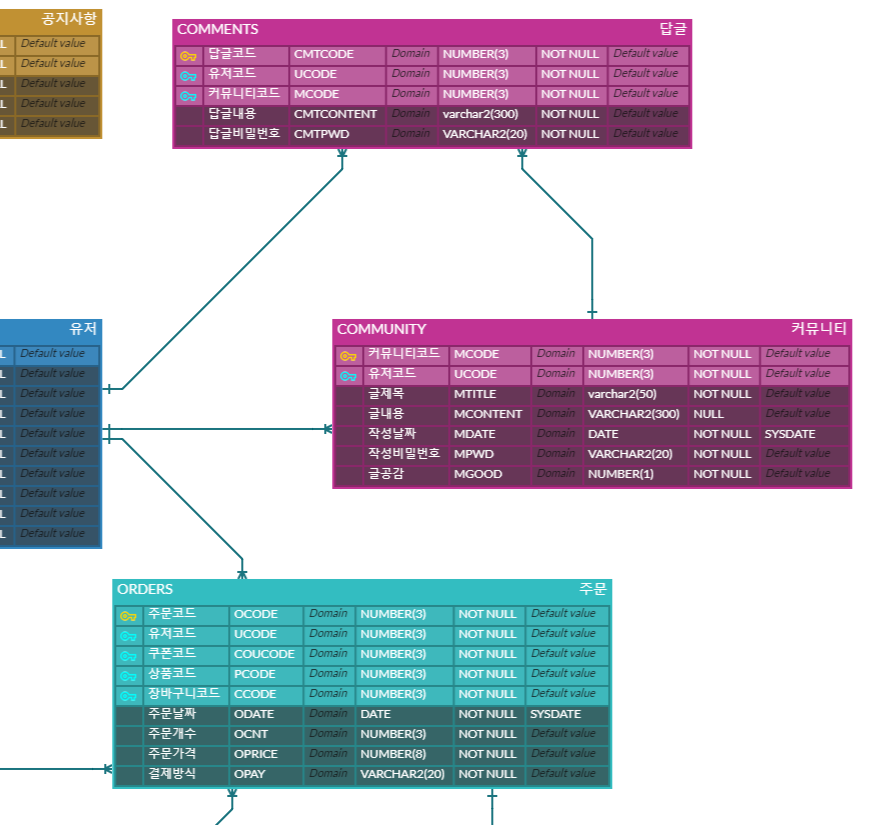 공지사항
L Default value
L Default value
L Default value
L Default value
L Default value
COMMENTS 답글
답글코드 CMTCODE Domain NUMBER(3) NOT NULL Default value
유저코드 UCODE Domain NUMBER(3) NOT NULL Default value
커뮤니티코드 MCODE Domain NUMBER(3) NOT NULL Default value
답글내용 CMTCONTENT Domain varchar2(300) NOT NULL Default value
답글비밀번호 CMTPWD Domain VARCHAR2(20) NOT NULL Default value
유저
L Default value
L Default value
L Default value
L Default value
L Default value
L Default value
L Default value
L Default value
L Default value
L Default value
COMMUNITY 커뮤니티
커뮤니티코드 MCODE Domain NUMBER(3) NOT NULL Default value
유저코드 UCODE Domain NUMBER(3) NOT NULL Default value
글제목 MTITLE Domain varchar2(50) NOT NULL Default value
글내용 MCONTENT Domain VARCHAR2(300) NULL Default value
작성날짜 MDATE Domain DATE NOT NULL SYSDATE
작성비밀번호 MPWD Domain VARCHAR2(20) NOT NULL Default value
글공감 MGOOD Domain NUMBER(1) NOT NULL Default value
ORDERS 주문
주문코드 OCODE Domain NUMBER(3) NOT NULL Default value
유저코드 UCODE Domain NUMBER(3) NOT NULL Default value
쿠폰코드 COUCODE Domain NUMBER(3) NOT NULL Default value
상품코드 PCODE Domain NUMBER(3) NOT NULL Default value
장바구니코드 CCODE Domain NUMBER(3) NOT NULL Default value
주문날짜 ODATE Domain DATE NOT NULL SYSDATE
주문개수 OCNT Domain NUMBER(3) NOT NULL Default value
주문가격 OPRICE Domain NUMBER(8) NOT NULL Default value
결제방식 OPAY Domain VARCHAR2(20) NOT NULL Default value